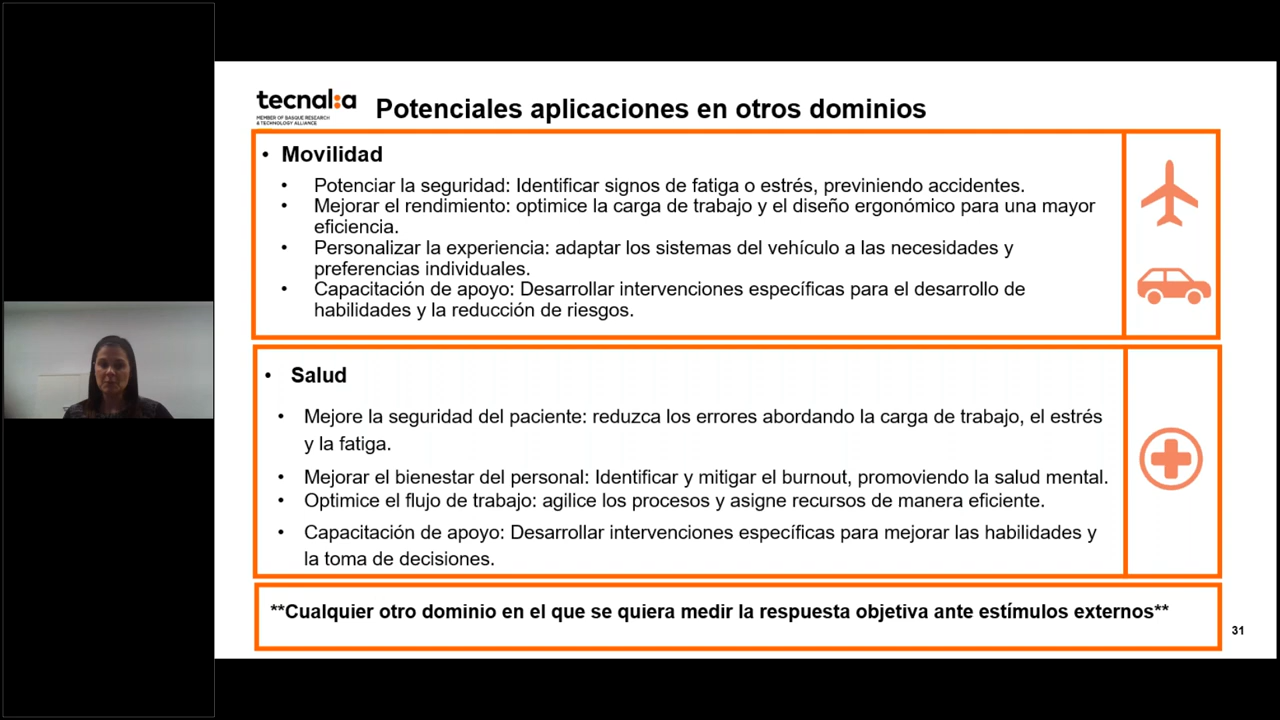 tecnal:a
MEMBER OF BASQUE RESEARCH
& TECHNOLOGY ALLIANCE
Potenciales aplicaciones en otros dominios
• Movilidad
• Potenciar la seguridad: Identificar signos de fatiga o estrés, previniendo accidentes.
• Mejorar el rendimiento: optimice la carga de trabajo y el diseño ergonómico para una mayor
eficiencia.
• Personalizar la experiencia: adaptar los sistemas del vehículo a las necesidades y
preferencias individuales.
• Capacitación de apoyo: Desarrollar intervenciones específicas para el desarrollo de
habilidades y la reducción de riesgos.
• Salud
• Mejore la seguridad del paciente: reduzca los errores abordando la carga de trabajo, el estrés
y la fatiga.
• Mejorar el bienestar del personal: Identificar y mitigar el burnout, promoviendo la salud mental.
• Optimice el flujo de trabajo: agilice los procesos y asigne recursos de manera eficiente.
• Capacitación de apoyo: Desarrollar intervenciones específicas para mejorar las habilidades y
la toma de decisiones.
**Cualquier otro dominio en el que se quiera medir la respuesta objetiva ante estímulos externos**
31